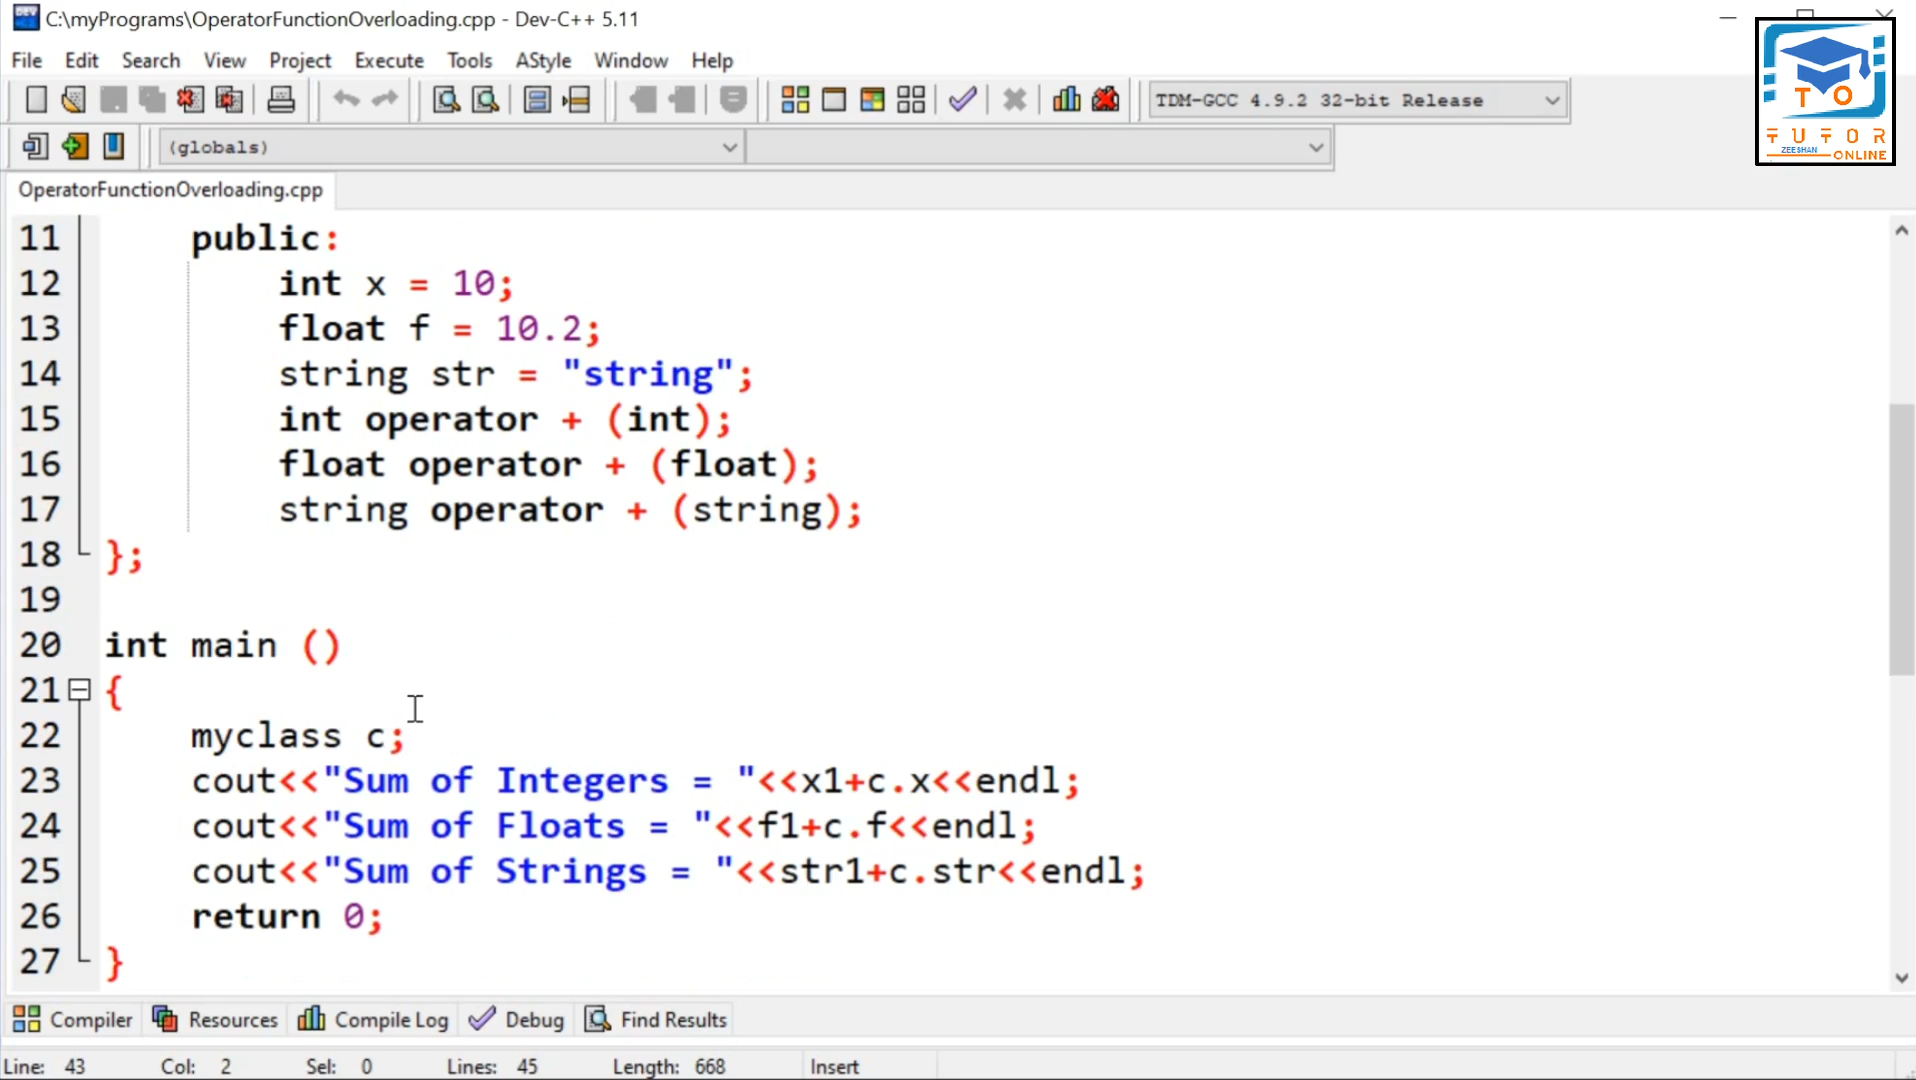 C:\myPrograms\OperatorFunctionOverloading.cpp - Dev-C++ 5.11
File Edit Search View Project Execute Tools AStyle Window Help
TDM-GCC 4.9.2 32-bit Release
(globals)
TO
TUTOR
ZEESHAN
ONLINE
OperatorFunctionOverloading.cpp
11 public:
12 int x = 10;
13 float f = 10.2;
14 string str = "string";
15 int operator + (int);
16 float operator + (float);
17 string operator + (string);
18 };
19
20 int main ()
21 {
22 myclass c;
23 cout<<"Sum of Integers = "<<x1+c.x<<endl;
24 cout<<"Sum of Floats = "<<f1+c.f<<endl;
25 cout<<"Sum of Strings = "<<str1+c.str<<endl;
26 return 0;
27 }
Compiler Resources Compile Log Debug Find Results
Line: 43 Col: 2 Sel: 0 Lines: 45 Length: 668 Insert